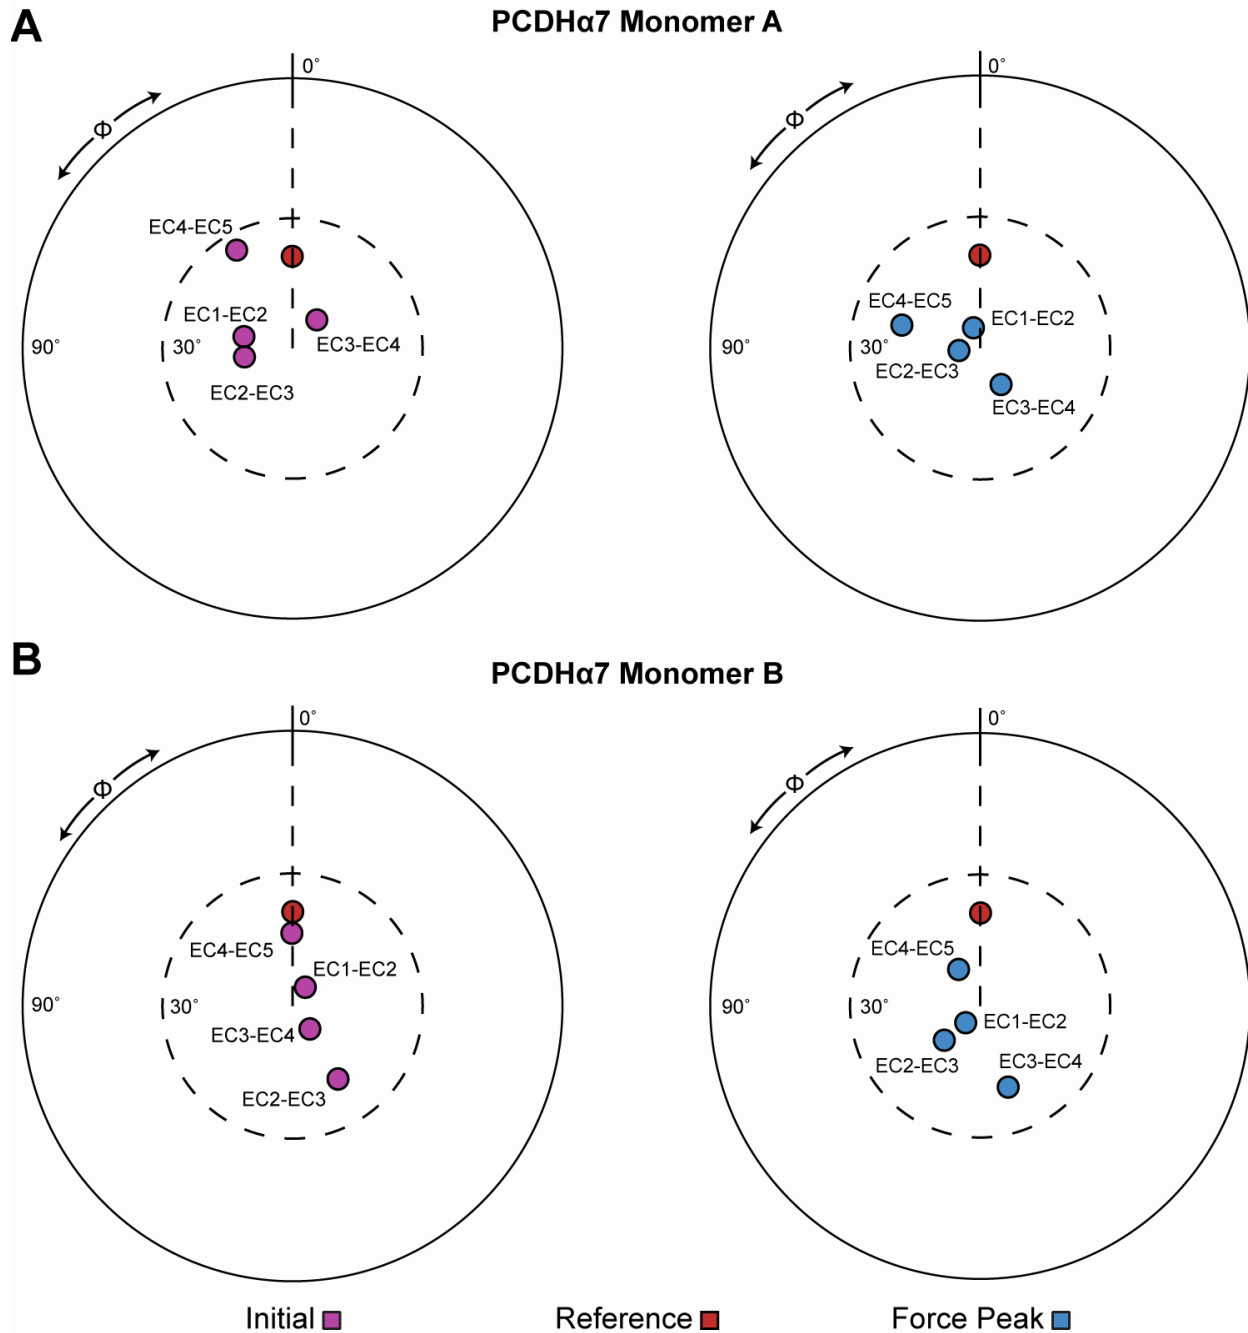 A
PCDHα7 Monomer A
0°
Φ
EC4-EC5
EC1-EC2
EC3-EC4
EC2-EC3
90°
30°
0°
Φ
EC4-EC5
EC1-EC2
EC2-EC3
EC3-EC4
90°
30°
B
PCDHα7 Monomer B
0°
Φ
EC4-EC5
EC1-EC2
EC3-EC4
EC2-EC3
90°
30°
0°
Φ
EC4-EC5
EC1-EC2
EC2-EC3
EC3-EC4
90°
30°
Initial
Reference
Force Peak